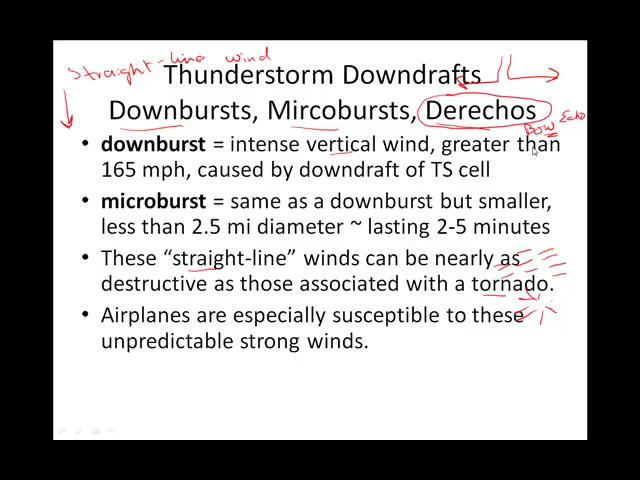 Straight-line wind
Thunderstorm Downdrafts
Downbursts, Mircobursts, Derechos
Bow Echo
• downburst = intense vertical wind, greater than
165 mph, caused by downdraft of TS cell
• microburst = same as a downburst but smaller,
less than 2.5 mi diameter ~ lasting 2-5 minutes
• These “straight-line” winds can be nearly as
destructive as those associated with a tornado.
• Airplanes are especially susceptible to these
unpredictable strong winds.